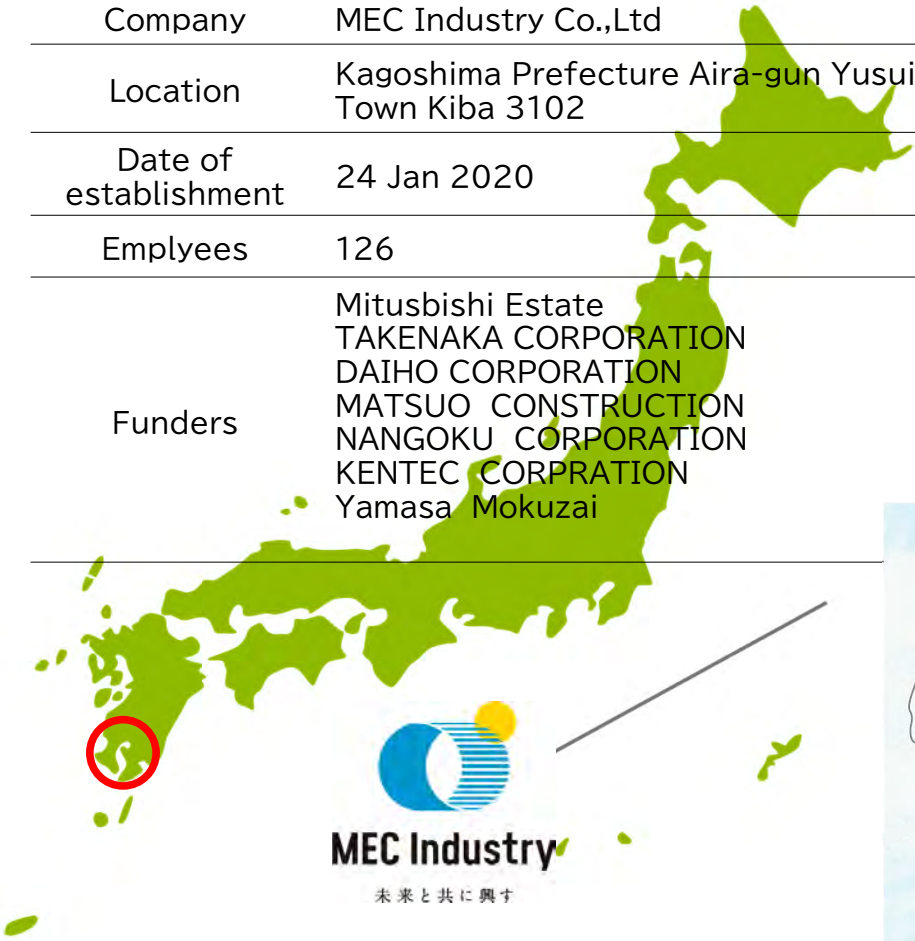 Company
MEC Industry Co.,Ltd
Location
Kagoshima Prefecture Aira-gun Yusui
Town Kiba 3102
Date of
establishment
24 Jan 2020
Emplyees
126
Funders
Mitusbishi Estate
TAKENAKA CORPORATION
DAIHO CORPORATION
MATSUO CONSTRUCTION
NANGOKU CORPORATION
KENTEC CORPRATION
Yamasa Mokuzai
MEC Industry
未来と共に興す